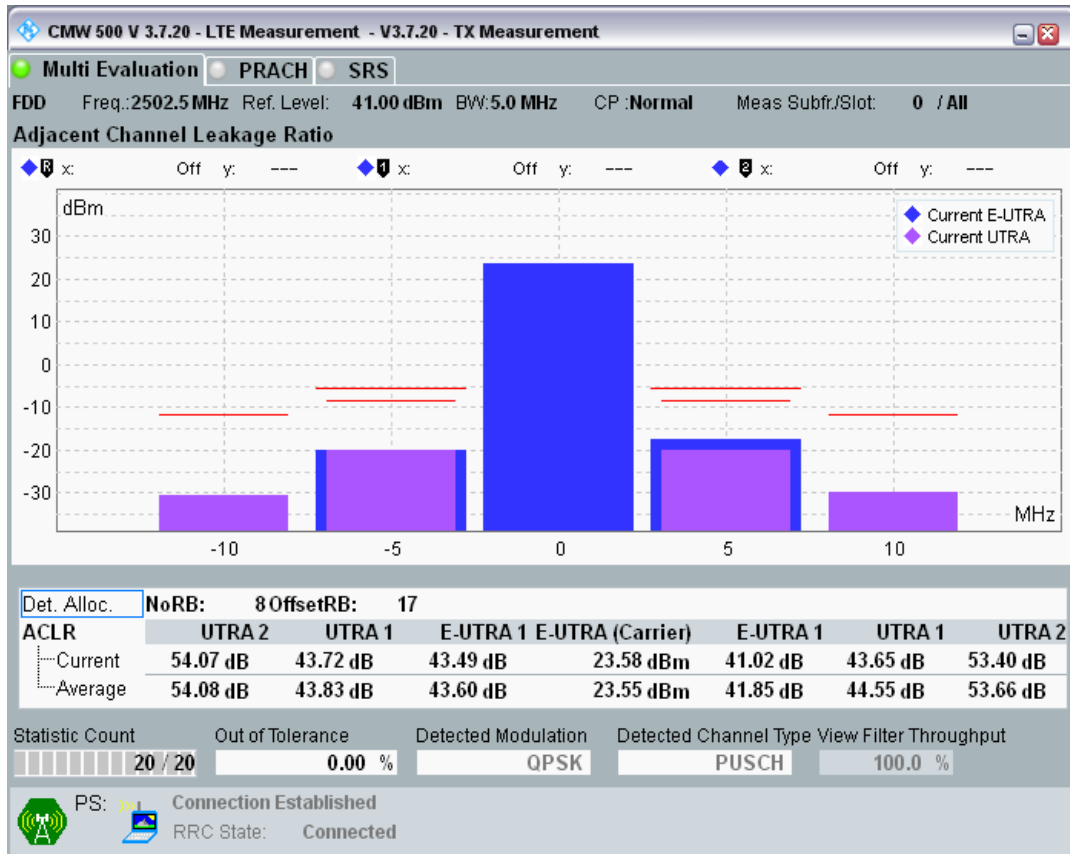 CMW 500 V 3.7.20 - LTE Measurement - V3.7.20 - TX Measurement
Multi Evaluation PRACH SRS
FDD Freq.:2502.5 MHz Ref. Level: 41.00 dBm BW:5.0 MHz CP :Normal Meas Subfr./Slot: 0 / All
Adjacent Channel Leakage Ratio
R x: Off y: --- 1 x: Off y: --- 2 x: Off y: ---
dBm
Current E-UTRA
Current UTRA
30
20
10
0
-10
-20
-30
MHz
-10 -5 0 5 10
Det. Alloc. NoRB: 8 OffsetRB: 17
ACLR UTRA 2 UTRA 1 E-UTRA 1 E-UTRA (Carrier) E-UTRA 1 UTRA 1 UTRA 2
Current 54.07 dB 43.72 dB 43.49 dB 23.58 dBm 41.02 dB 43.65 dB 53.40 dB
Average 54.08 dB 43.83 dB 43.60 dB 23.55 dBm 41.85 dB 44.55 dB 53.66 dB
Statistic Count Out of Tolerance Detected Modulation Detected Channel Type View Filter Throughput
20 / 20 0.00 % QPSK PUSCH 100.0 %
PS: Connection Established
RRC State: Connected